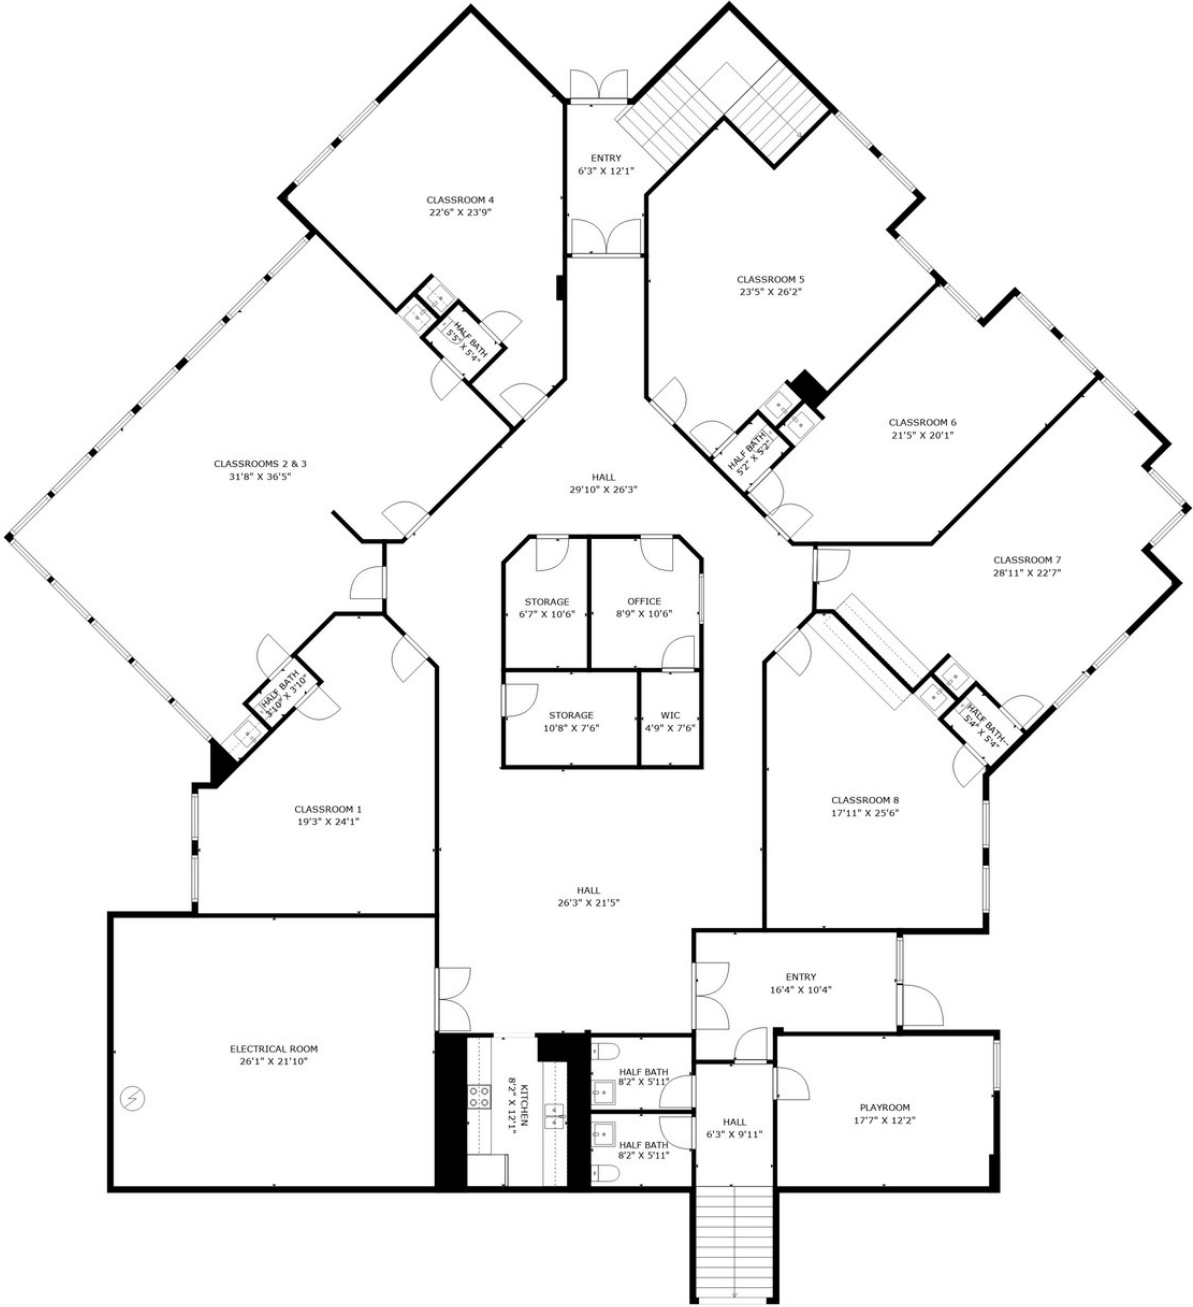 ENTRY
6'3" X 12'1"
CLASSROOM 4
22'6" X 23'9"
CLASSROOM 5
23'5" X 26'2"
HALF BATH
5'5" X 5'4"
CLASSROOM 6
21'5" X 20'1"
HALF BATH
5'2" X 5'2"
CLASSROOMS 2 & 3
31'8" X 36'5"
HALL
29'10" X 26'3"
CLASSROOM 7
28'11" X 22'7"
STORAGE
6'7" X 10'6"
OFFICE
8'9" X 10'6"
HALF BATH
3'10" X 3'10"
STORAGE
10'8" X 7'6"
WIC
4'9" X 7'6"
HALF BATH
5'4" X 5'4"
CLASSROOM 1
19'3" X 24'1"
CLASSROOM 8
17'11" X 25'6"
HALL
26'3" X 21'5"
ENTRY
16'4" X 10'4"
ELECTRICAL ROOM
26'1" X 21'10"
KITCHEN
8'2" X 12'1"
HALF BATH
8'2" X 5'11"
PLAYROOM
17'7" X 12'2"
HALL
6'3" X 9'11"
HALF BATH
8'2" X 5'11"